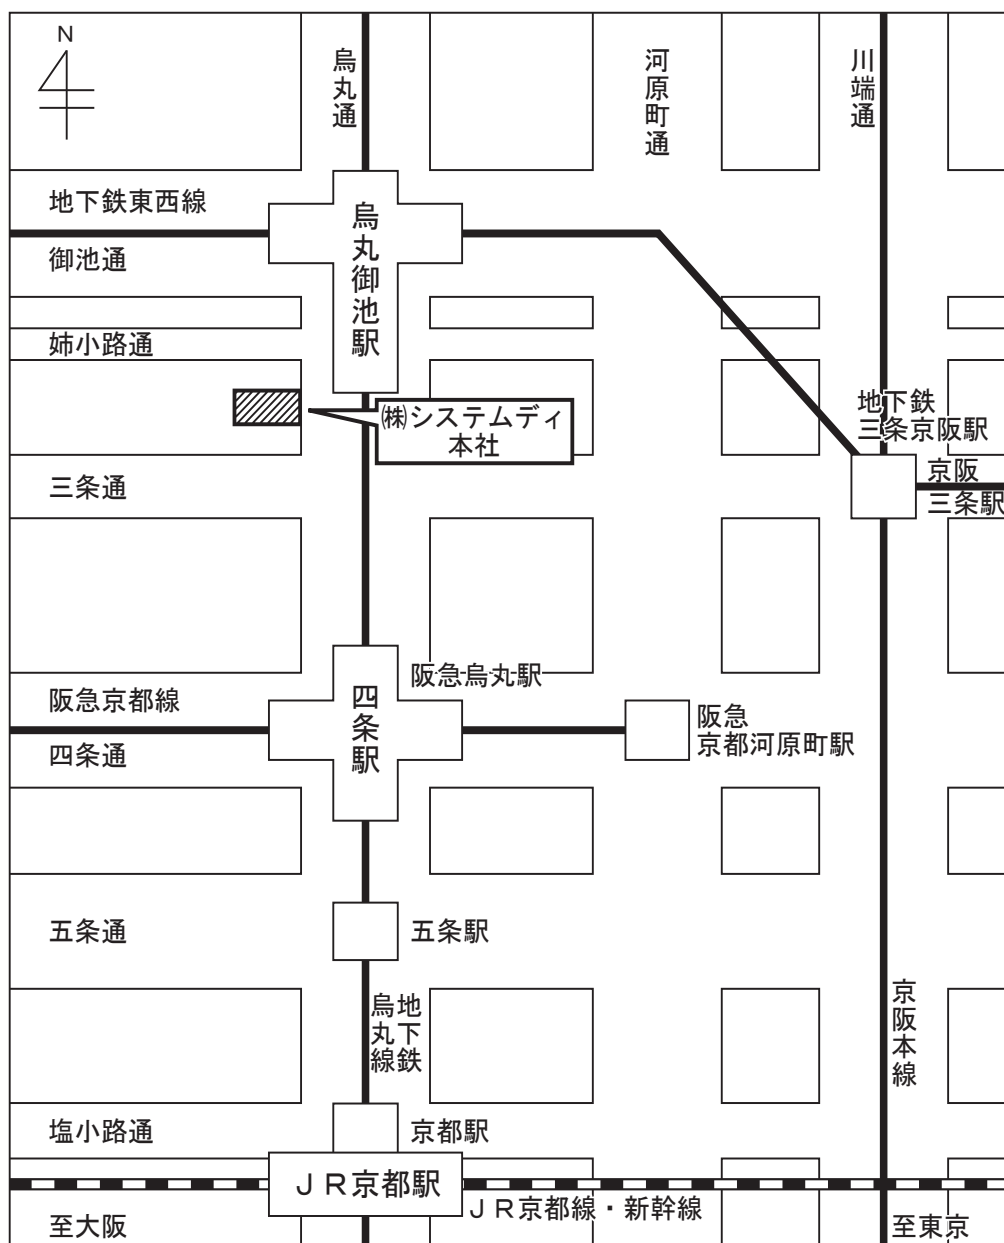 N
烏丸通
河原町通
川端通
地下鉄東西線
烏丸御池駅
御池通
姉小路通
㈱システムディ
本社
地下鉄
三条京阪駅
三条通
京阪
三条駅
阪急烏丸駅
阪急京都線
四条駅
四条通
阪急
京都河原町駅
五条通
五条駅
地下鉄
烏丸線
京阪本線
塩小路通
京都駅
ＪＲ京都駅
ＪＲ京都線・新幹線
至大阪
至東京